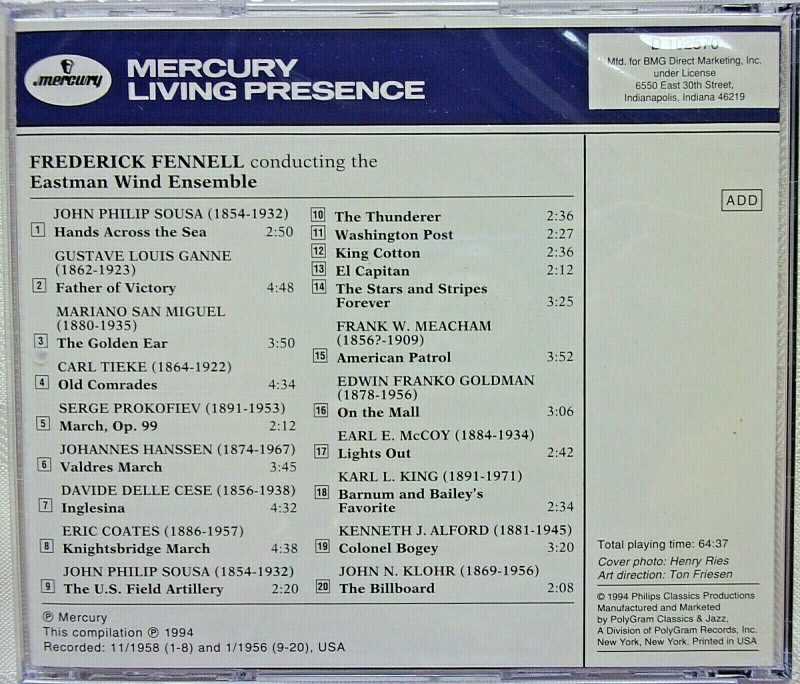 mercury
MERCURY
LIVING PRESENCE
Mfd. for BMG Direct Marketing, Inc.
under License
6550 East 30th Street,
Indianapolis, Indiana 46219
FREDERICK FENNELL conducting the
Eastman Wind Ensemble
JOHN PHILIP SOUSA (1854-1932)
1 Hands Across the Sea 2:50
GUSTAVE LOUIS GANNE
(1862-1923)
2 Father of Victory 4:48
MARIANO SAN MIGUEL
(1880-1935)
3 The Golden Ear 3:50
CARL TIEKE (1864-1922)
4 Old Comrades 4:34
SERGE PROKOFIEV (1891-1953)
5 March, Op. 99 2:12
JOHANNES HANSSEN (1874-1967)
6 Valdres March 3:45
DAVIDE DELLE CESE (1856-1938)
7 Inglesina 4:32
ERIC COATES (1886-1957)
8 Knightsbridge March 4:38
JOHN PHILIP SOUSA (1854-1932)
9 The U.S. Field Artillery 2:20
10 The Thunderer 2:36
11 Washington Post 2:27
12 King Cotton 2:36
13 El Capitan 2:12
14 The Stars and Stripes
Forever 3:25
FRANK W. MEACHAM
(1856?-1909)
15 American Patrol 3:52
EDWIN FRANKO GOLDMAN
(1878-1956)
16 On the Mall 3:06
EARL E. McCOY (1884-1934)
17 Lights Out 2:42
KARL L. KING (1891-1971)
18 Barnum and Bailey's
Favorite 2:34
KENNETH J. ALFORD (1881-1945)
19 Colonel Bogey 3:20
JOHN N. KLOHR (1869-1956)
20 The Billboard 2:08
℗ Mercury
This compilation ℗ 1994
Recorded: 11/1958 (1-8) and 1/1956 (9-20), USA
ADD
Total playing time: 64:37
Cover photo: Henry Ries
Art direction: Ton Friesen
© 1994 Philips Classics Productions
Manufactured and Marketed
by PolyGram Classics & Jazz,
A Division of PolyGram Records, Inc.
New York, New York. Printed in USA